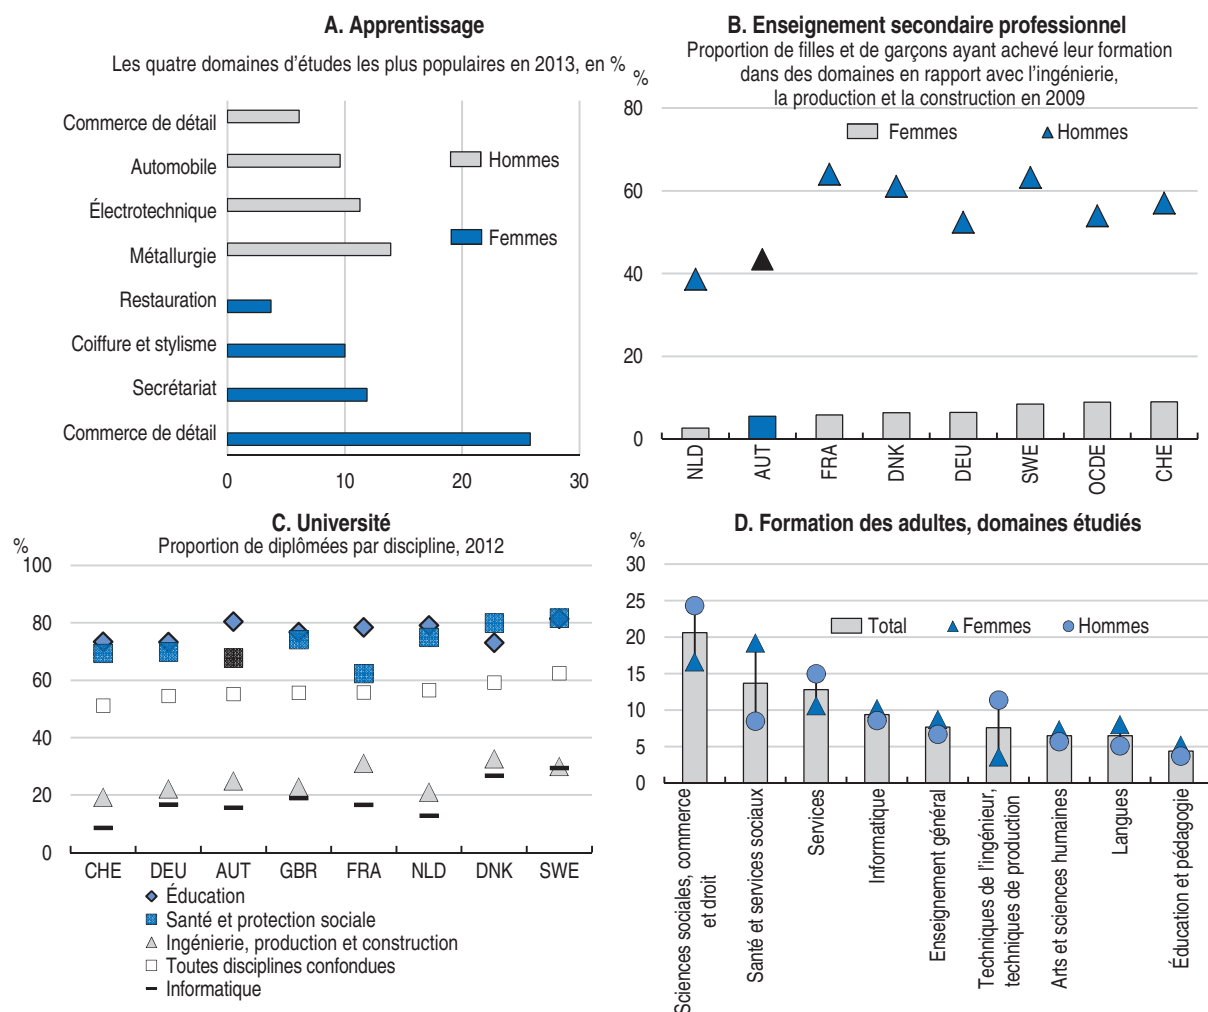 A. Apprentissage
Les quatre domaines d'études les plus populaires en 2013, en %
Commerce de détail
Automobile
Électrotechnique
Métallurgie
Restauration
Coiffure et stylisme
Secrétariat
Commerce de détail
Hommes
Femmes
0 10 20 30
B. Enseignement secondaire professionnel
Proportion de filles et de garçons ayant achevé leur formation
dans des domaines en rapport avec l'ingénierie,
la production et la construction en 2009
%
80
60
40
20
0
Femmes Hommes
NLD AUT FRA DNK DEU SWE OCDE CHE
C. Université
Proportion de diplômées par discipline, 2012
%
100
80
60
40
20
0
CHE DEU AUT GBR FRA NLD DNK SWE
Éducation
Santé et protection sociale
Ingénierie, production et construction
Toutes disciplines confondues
Informatique
D. Formation des adultes, domaines étudiés
%
30
25
20
15
10
5
0
Total Femmes Hommes
Sciences sociales, commerce
et droit
Santé et services sociaux
Services
Informatique
Enseignement général
Techniques de l'ingénieur,
techniques de production
Arts et sciences humaines
Langues
Éducation et pédagogie